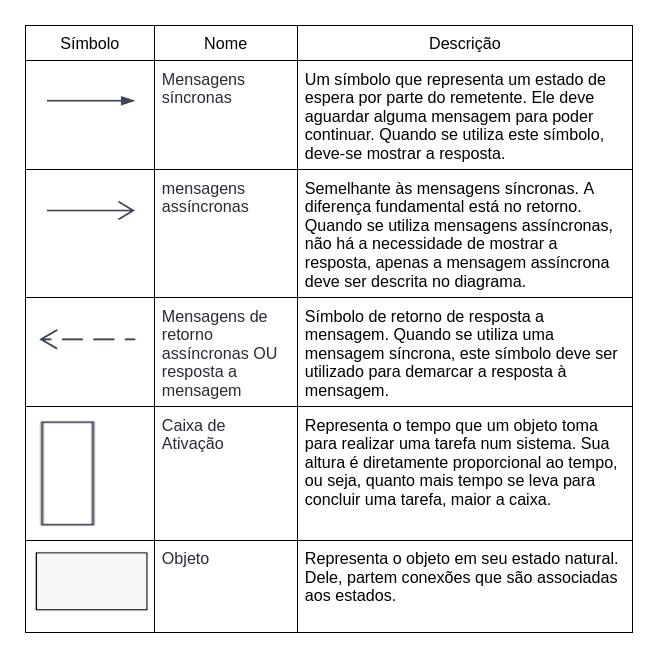 Símbolo Nome Descrição
Mensagens
síncronas
Um símbolo que representa um estado de
espera por parte do remetente. Ele deve
aguardar alguma mensagem para poder
continuar. Quando se utiliza este símbolo,
deve-se mostrar a resposta.
mensagens
assíncronas
Semelhante às mensagens síncronas. A
diferença fundamental está no retorno.
Quando se utiliza mensagens assíncronas,
não há a necessidade de mostrar a
resposta, apenas a mensagem assíncrona
deve ser descrita no diagrama.
Mensagens de
retorno
assíncronas OU
resposta a
mensagem
Símbolo de retorno de resposta a
mensagem. Quando se utiliza uma
mensagem síncrona, este símbolo deve ser
utilizado para demarcar a resposta à
mensagem.
Caixa de
Ativação
Representa o tempo que um objeto toma
para realizar uma tarefa num sistema. Sua
altura é diretamente proporcional ao tempo,
ou seja, quanto mais tempo se leva para
concluir uma tarefa, maior a caixa.
Objeto
Representa o objeto em seu estado natural.
Dele, partem conexões que são associadas
aos estados.